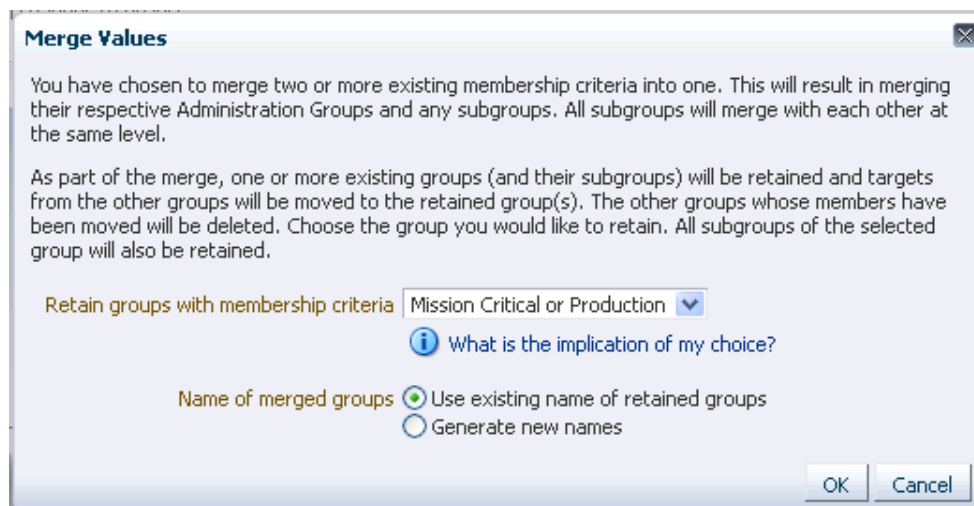 Merge Values
You have chosen to merge two or more existing membership criteria into one. This will result in merging
their respective Administration Groups and any subgroups. All subgroups will merge with each other at
the same level.
As part of the merge, one or more existing groups (and their subgroups) will be retained and targets
from the other groups will be moved to the retained group(s). The other groups whose members have
been moved will be deleted. Choose the group you would like to retain. All subgroups of the selected
group will also be retained.
Retain groups with membership criteria Mission Critical or Production
What is the implication of my choice?
Name of merged groups Use existing name of retained groups
Generate new names
OK Cancel